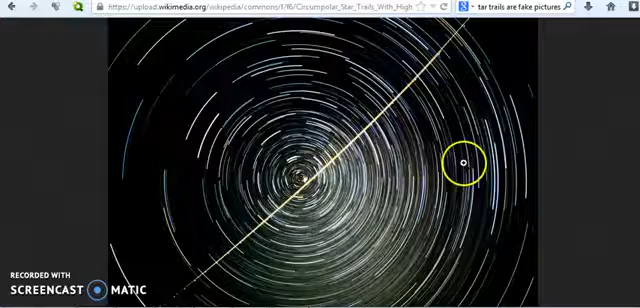 https://upload.wikimedia.org/wikipedia/commons/1/16/Circumpolar_Star_Trails_With_High
tar trails are fake pictures
RECORDED WITH
SCREENCAST MATIC